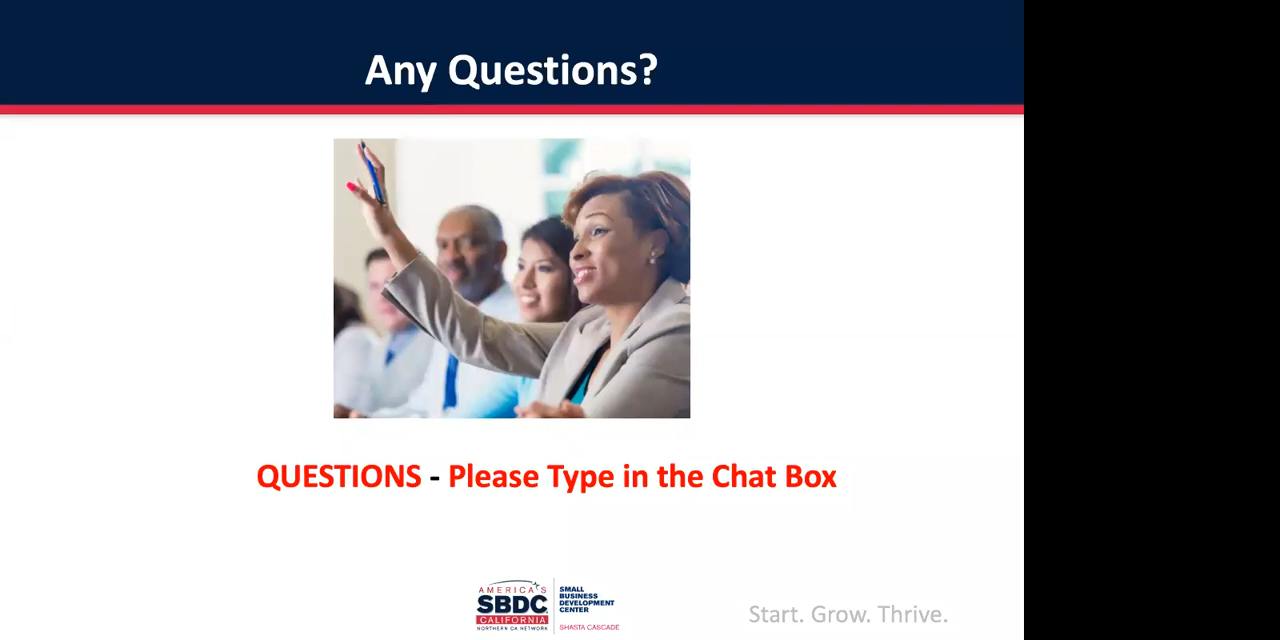 Any Questions?
QUESTIONS - Please Type in the Chat Box
AMERICA'S
SBDC
CALIFORNIA
NORTHERN CA NETWORK
SMALL
BUSINESS
DEVELOPMENT
CENTER
SHASTA CASCADE
Start. Grow. Thrive.